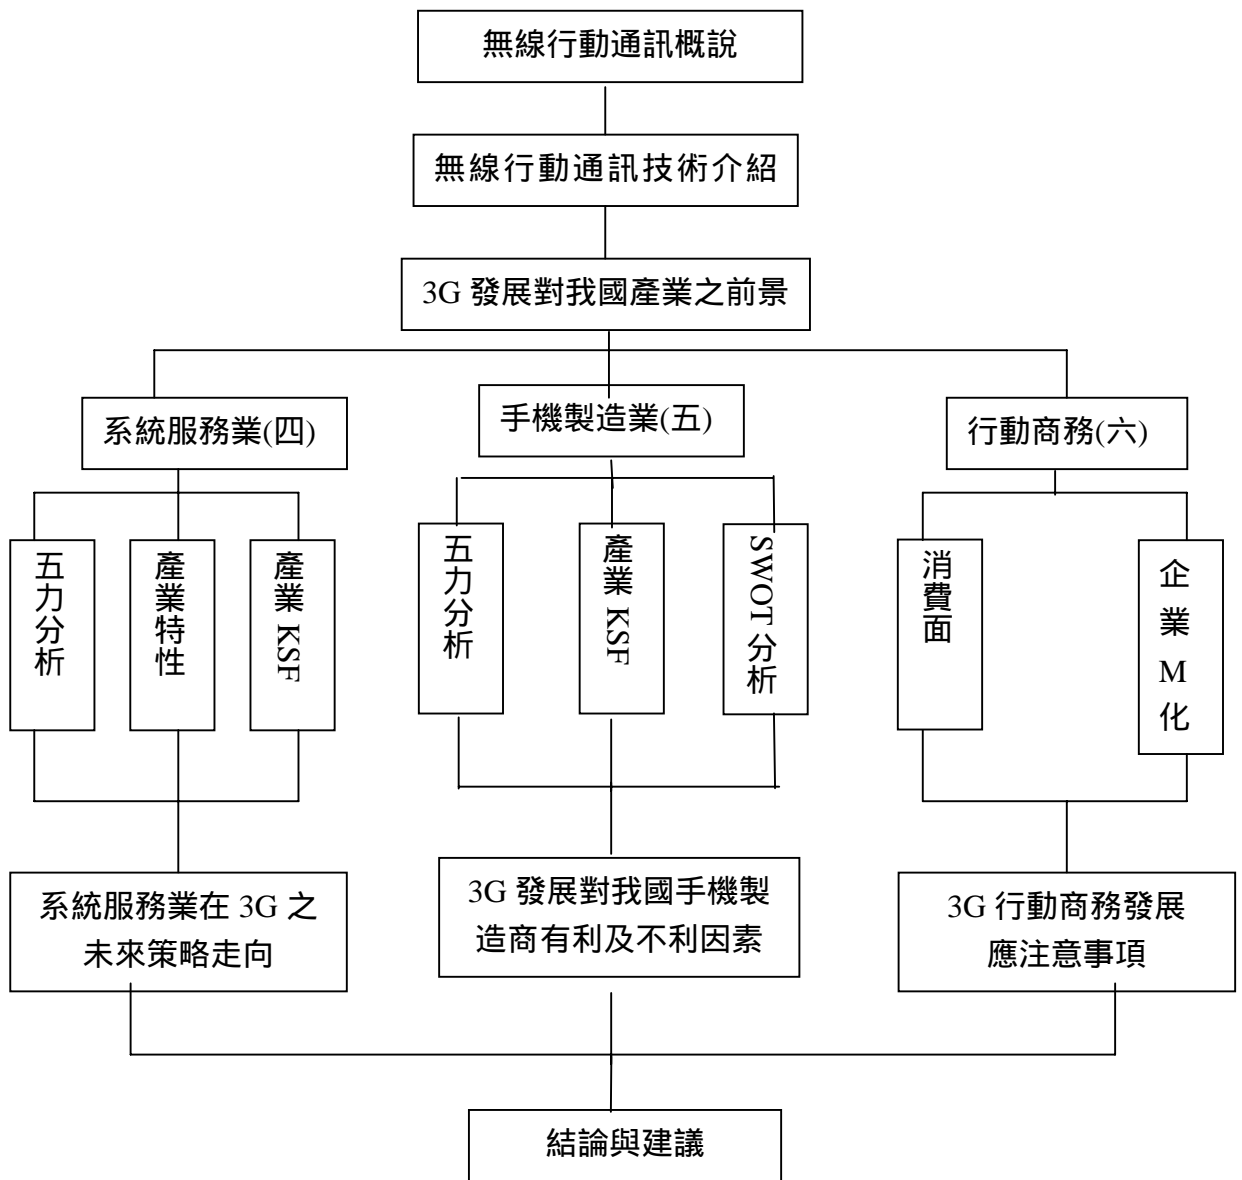 無線行動通訊概說
無線行動通訊技術介紹
3G 發展對我國產業之前景
系統服務業(四)
手機製造業(五)
行動商務(六)
五力分析
產業特性
產業 KSF
五力分析
產業 KSF
SWOT 分析
消費面
企業 M 化
系統服務業在 3G 之
未來策略走向
3G 發展對我國手機製
造商有利及不利因素
3G 行動商務發展
應注意事項
結論與建議